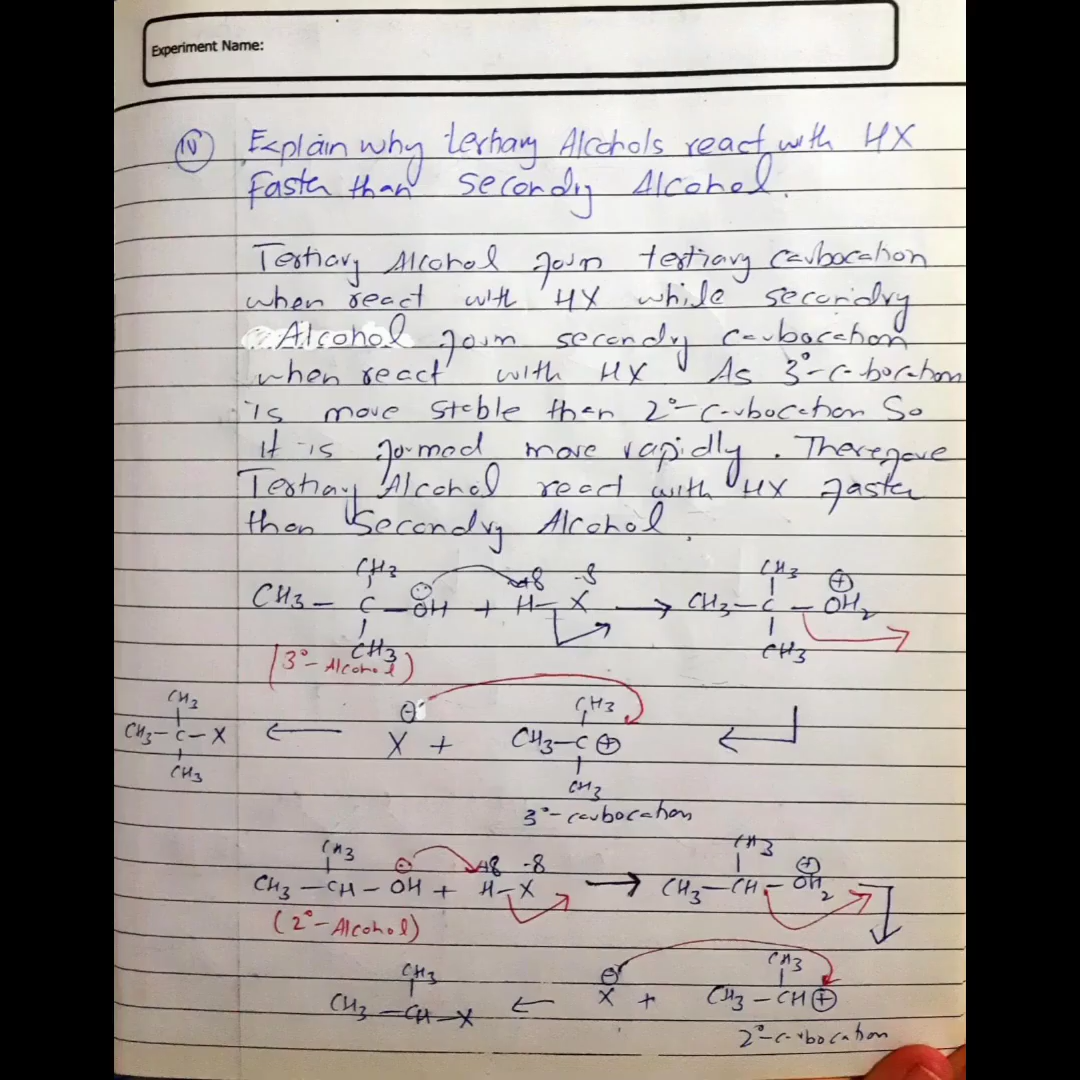 Experiment Name:
iv Explain why tertiary Alcohols react with HX
Faster than Secondry Alcohol.
Tertiary Alcohol form tertiary carbocation
when react with HX while secondry
Alcohol form secondry carbocation
when react with HX As 3°-Carbocation
is more stable than 2°-Carbocation So
it is formed more rapidly. Therefore
Tertiary Alcohol react with HX faster
than Secondry Alcohol.
CH3 CH3 ⊕
CH3 – C – ÖH + +δ H – X -δ → CH3 – C – OH2
CH3 CH3
(3°-Alcohol)
CH3 ⊖ CH3
CH3 – C – X ← X + CH3 – C ⊕
CH3 CH3
3°-carbocation
CH3 +δ -δ CH3 ⊕
CH3 – CH – OH + H – X → CH3 – CH – OH2
(2°-Alcohol)
CH3 ⊖ CH3
CH3 – CH – X ← X + CH3 – CH ⊕
2°-carbocation